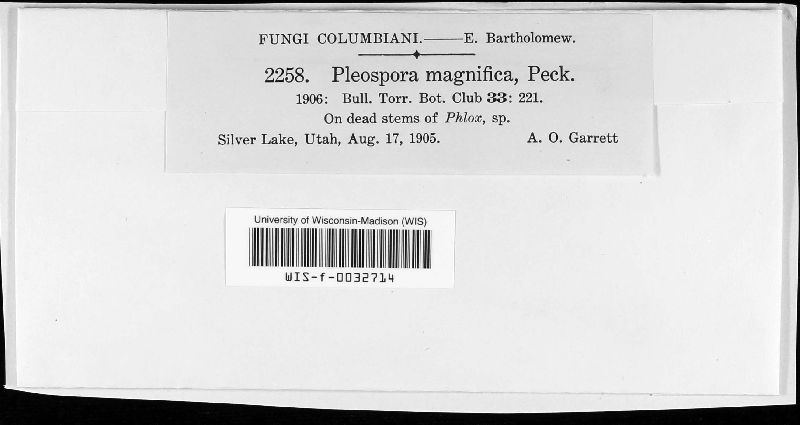 FUNGI COLUMBIANI.——E. Bartholomew.
2258. Pleospora magnifica, Peck.
1906: Bull. Torr. Bot. Club 33: 221.
On dead stems of Phlox, sp.
Silver Lake, Utah, Aug. 17, 1905. A. O. Garrett
University of Wisconsin-Madison (WIS)
WIS-f-0032714